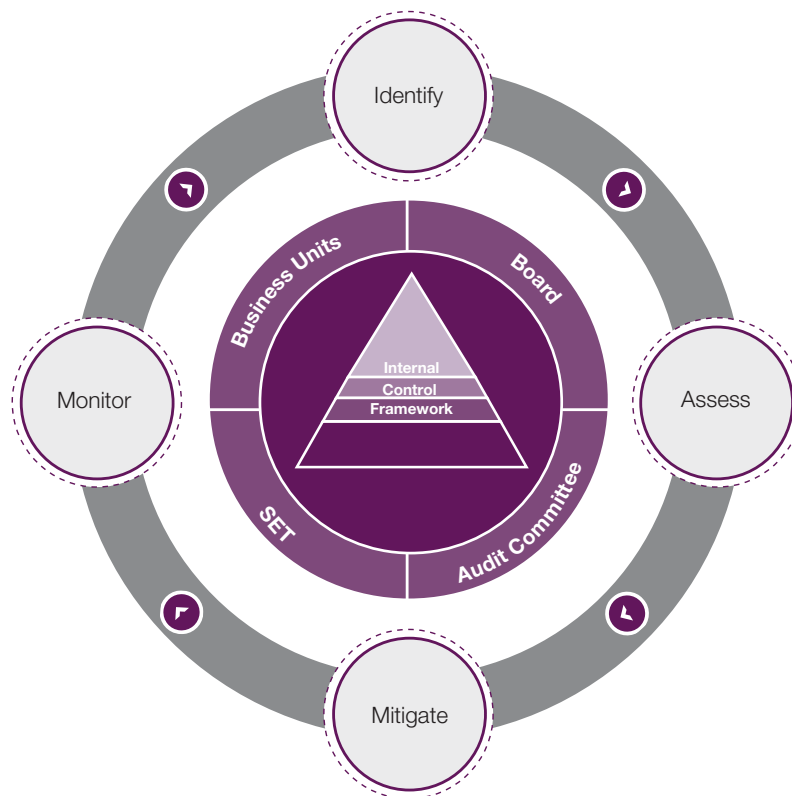 Identify
Business Units
Board
Internal
Control
Framework
Monitor
Assess
SET
Audit Committee
Mitigate